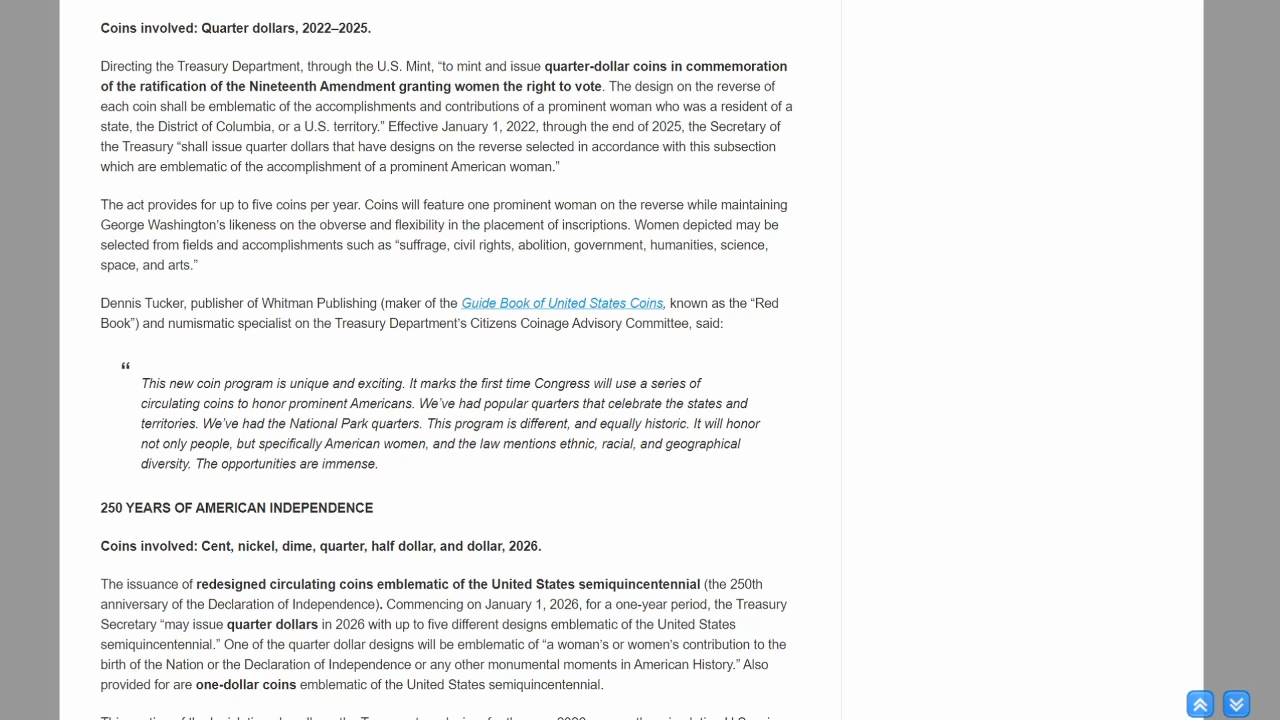 Coins involved: Quarter dollars, 2022–2025.
Directing the Treasury Department, through the U.S. Mint, “to mint and issue quarter-dollar coins in commemoration
of the ratification of the Nineteenth Amendment granting women the right to vote. The design on the reverse of
each coin shall be emblematic of the accomplishments and contributions of a prominent woman who was a resident of a
state, the District of Columbia, or a U.S. territory.” Effective January 1, 2022, through the end of 2025, the Secretary of
the Treasury “shall issue quarter dollars that have designs on the reverse selected in accordance with this subsection
which are emblematic of the accomplishment of a prominent American woman.”
The act provides for up to five coins per year. Coins will feature one prominent woman on the reverse while maintaining
George Washington’s likeness on the obverse and flexibility in the placement of inscriptions. Women depicted may be
selected from fields and accomplishments such as “suffrage, civil rights, abolition, government, humanities, science,
space, and arts.”
Dennis Tucker, publisher of Whitman Publishing (maker of the Guide Book of United States Coins, known as the “Red
Book”) and numismatic specialist on the Treasury Department’s Citizens Coinage Advisory Committee, said:
“
This new coin program is unique and exciting. It marks the first time Congress will use a series of
circulating coins to honor prominent Americans. We’ve had popular quarters that celebrate the states and
territories. We’ve had the National Park quarters. This program is different, and equally historic. It will honor
not only people, but specifically American women, and the law mentions ethnic, racial, and geographical
diversity. The opportunities are immense.
250 YEARS OF AMERICAN INDEPENDENCE
Coins involved: Cent, nickel, dime, quarter, half dollar, and dollar, 2026.
The issuance of redesigned circulating coins emblematic of the United States semiquincentennial (the 250th
anniversary of the Declaration of Independence). Commencing on January 1, 2026, for a one-year period, the Treasury
Secretary “may issue quarter dollars in 2026 with up to five different designs emblematic of the United States
semiquincentennial.” One of the quarter dollar designs will be emblematic of “a woman’s or women’s contribution to the
birth of the Nation or the Declaration of Independence or any other monumental moments in American History.” Also
provided for are one-dollar coins emblematic of the United States semiquincentennial.